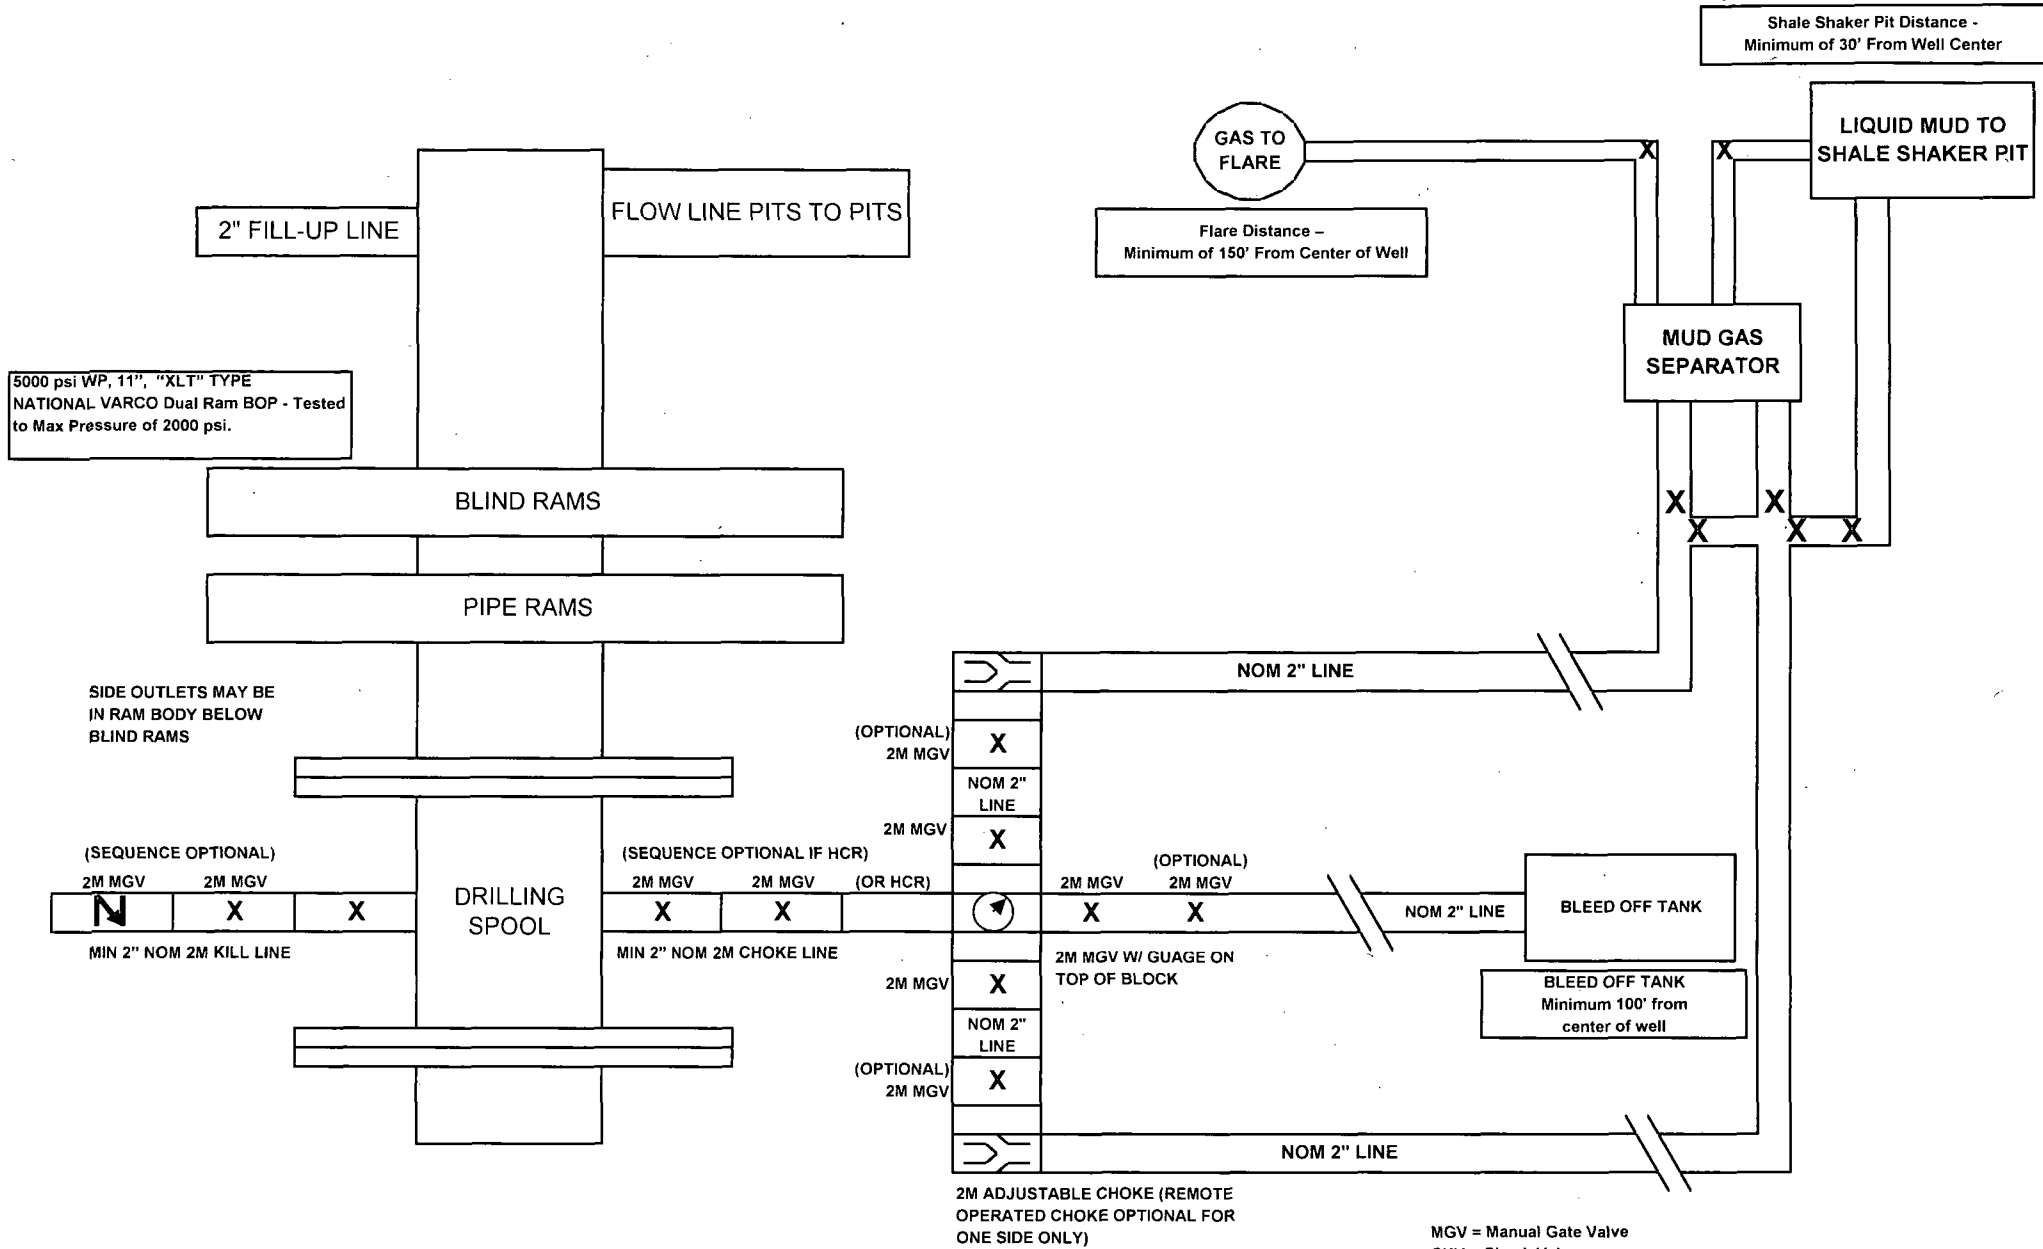 Shale Shaker Pit Distance -
Minimum of 30' From Well Center
LIQUID MUD TO
SHALE SHAKER PIT
GAS TO
FLARE
Flare Distance –
Minimum of 150' From Center of Well
2" FILL-UP LINE
FLOW LINE PITS TO PITS
MUD GAS
SEPARATOR
5000 psi WP, 11”, “XLT” TYPE
NATIONAL VARCO Dual Ram BOP - Tested
to Max Pressure of 2000 psi.
BLIND RAMS
PIPE RAMS
SIDE OUTLETS MAY BE
IN RAM BODY BELOW
BLIND RAMS
NOM 2" LINE
(OPTIONAL)
2M MGV
NOM 2"
LINE
2M MGV
(SEQUENCE OPTIONAL)
2M MGV
2M MGV
MIN 2" NOM 2M KILL LINE
DRILLING
SPOOL
(SEQUENCE OPTIONAL IF HCR)
2M MGV
2M MGV
(OR HCR)
MIN 2" NOM 2M CHOKE LINE
2M MGV
(OPTIONAL)
2M MGV
2M MGV W/ GUAGE ON
TOP OF BLOCK
NOM 2" LINE
BLEED OFF TANK
BLEED OFF TANK
Minimum 100' from
center of well
2M MGV
NOM 2"
LINE
(OPTIONAL)
2M MGV
NOM 2" LINE
2M ADJUSTABLE CHOKE (REMOTE
OPERATED CHOKE OPTIONAL FOR
ONE SIDE ONLY)
MGV = Manual Gate Valve